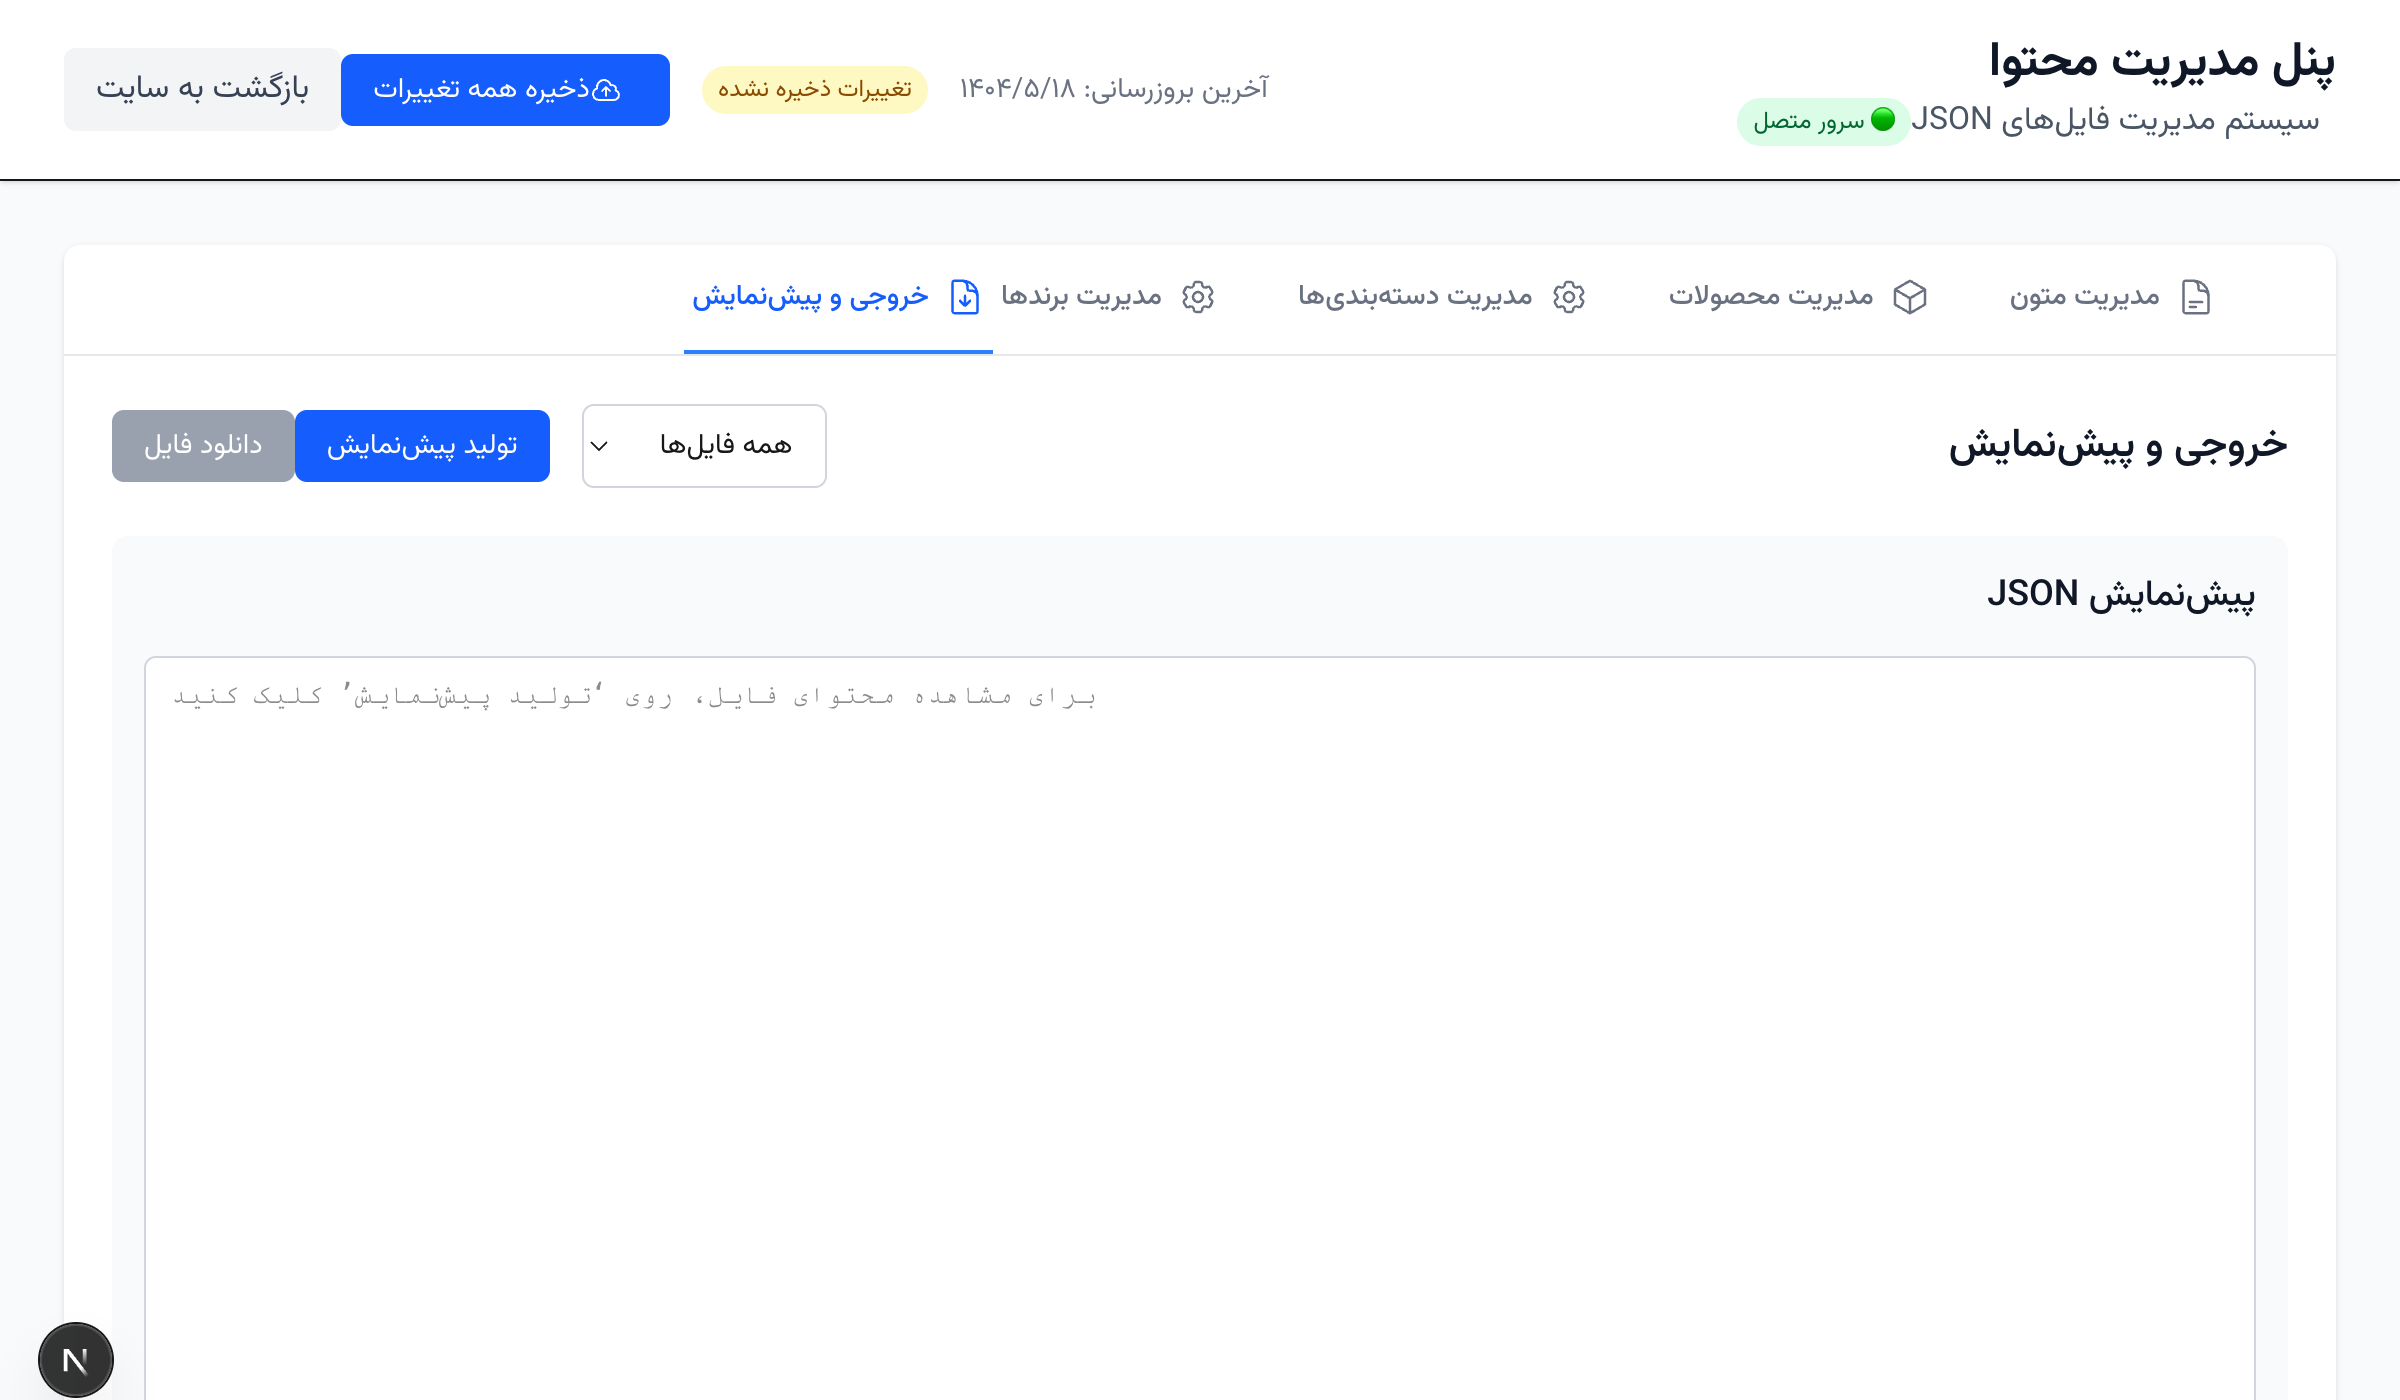 پنل مدیریت محتوا
سیستم مدیریت فایل‌های JSON
سرور متصل
آخرین بروزرسانی: ۱۴۰۴/۵/۱۸
تغییرات ذخیره نشده
ذخیره همه تغییرات
بازگشت به سایت
مدیریت متون
مدیریت محصولات
مدیریت دسته‌بندی‌ها
مدیریت برندها
خروجی و پیش‌نمایش
خروجی و پیش‌نمایش
همه فایل‌ها
تولید پیش‌نمایش
دانلود فایل
پیش‌نمایش JSON
برای مشاهده محتوای فایل، روی ‘تولید پیش‌نمایش’ کلیک کنید
N